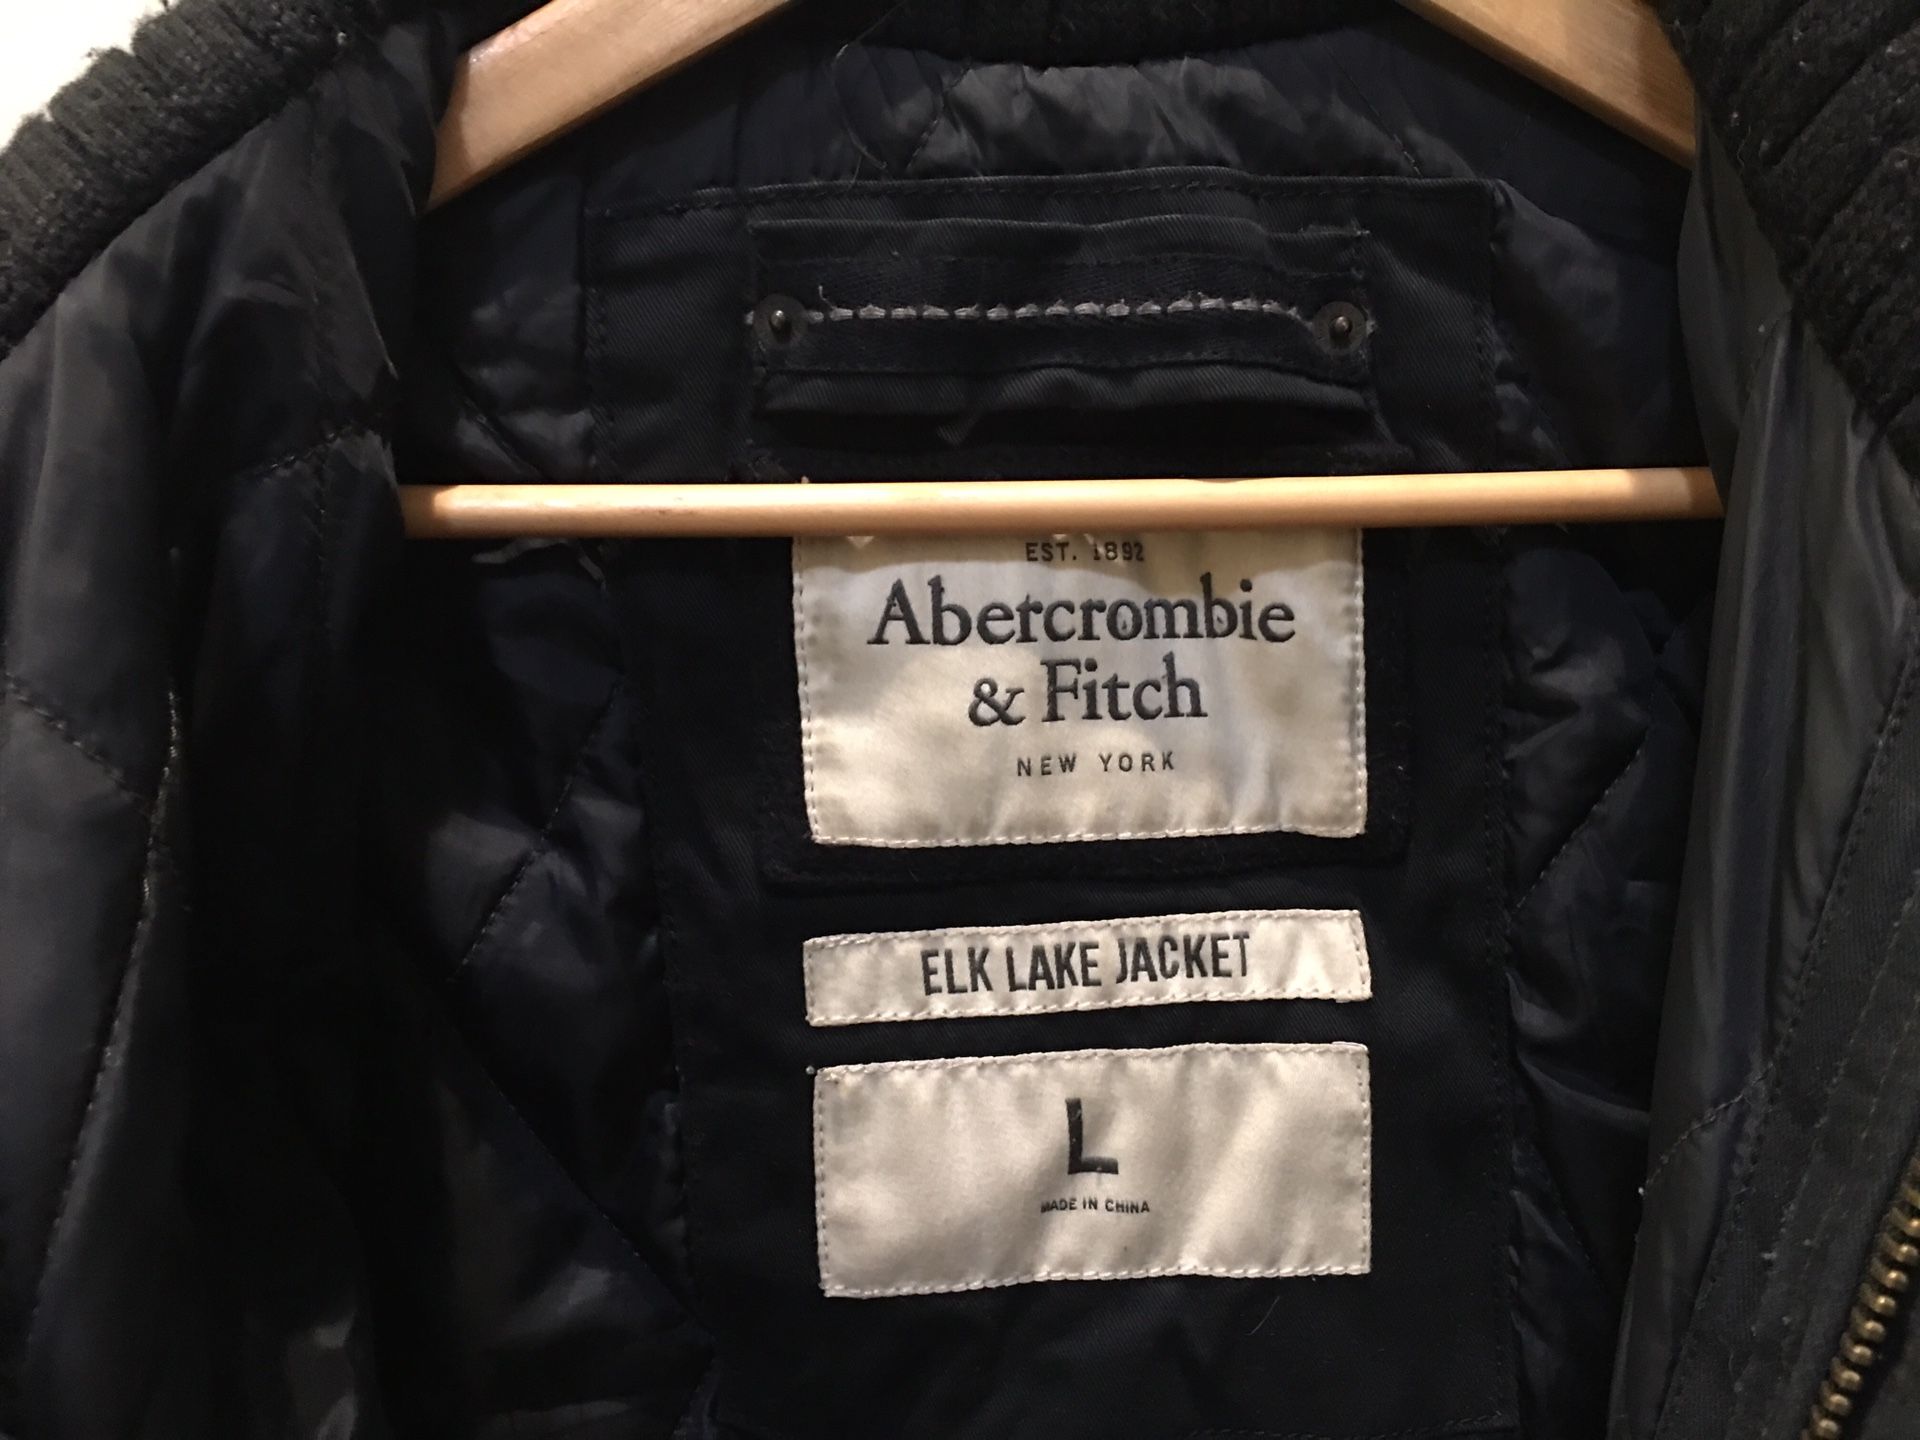 EST. 1892
Abercrombie
& Fitch
NEW YORK
ELK LAKE JACKET
L
MADE IN CHINA